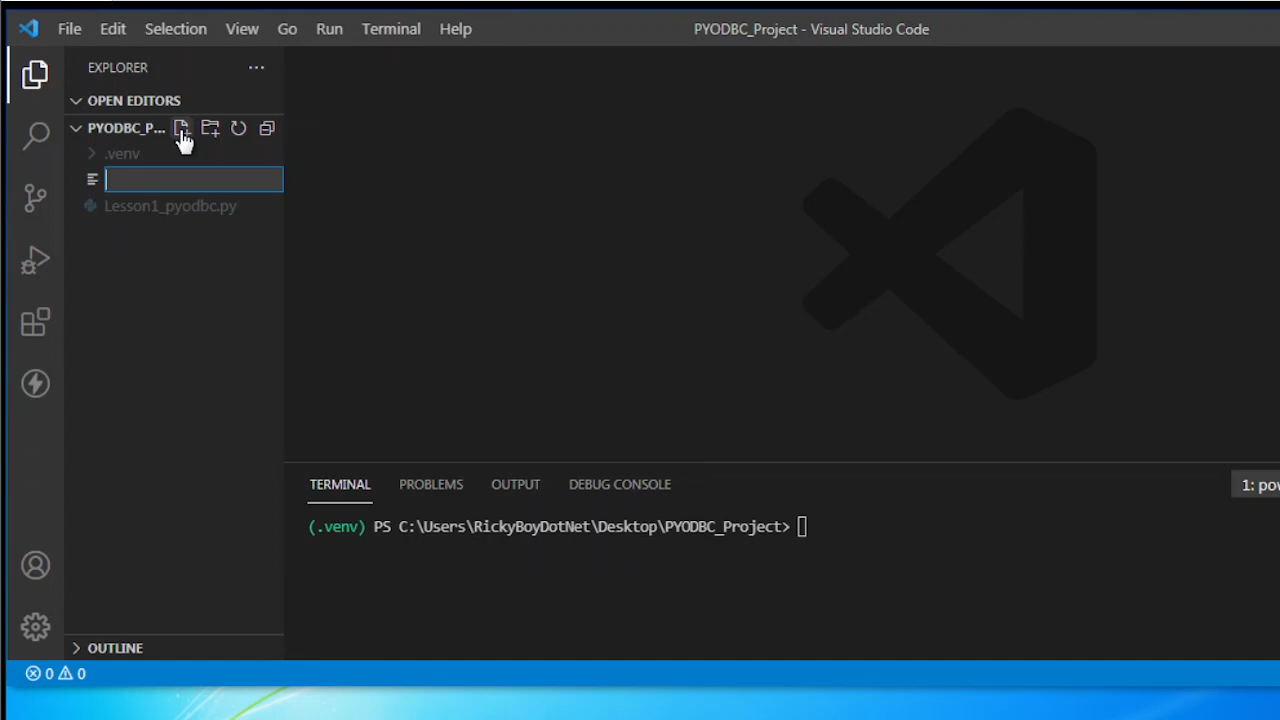 File Edit Selection View Go Run Terminal Help PYODBC_Project - Visual Studio Code
EXPLORER
OPEN EDITORS
PYODBC_P...
.venv
Lesson1_pyodbc.py
TERMINAL PROBLEMS OUTPUT DEBUG CONSOLE 1: pov
(.venv) PS C:\Users\RickyBoyDotNet\Desktop\PYODBC_Project>
OUTLINE
0 0